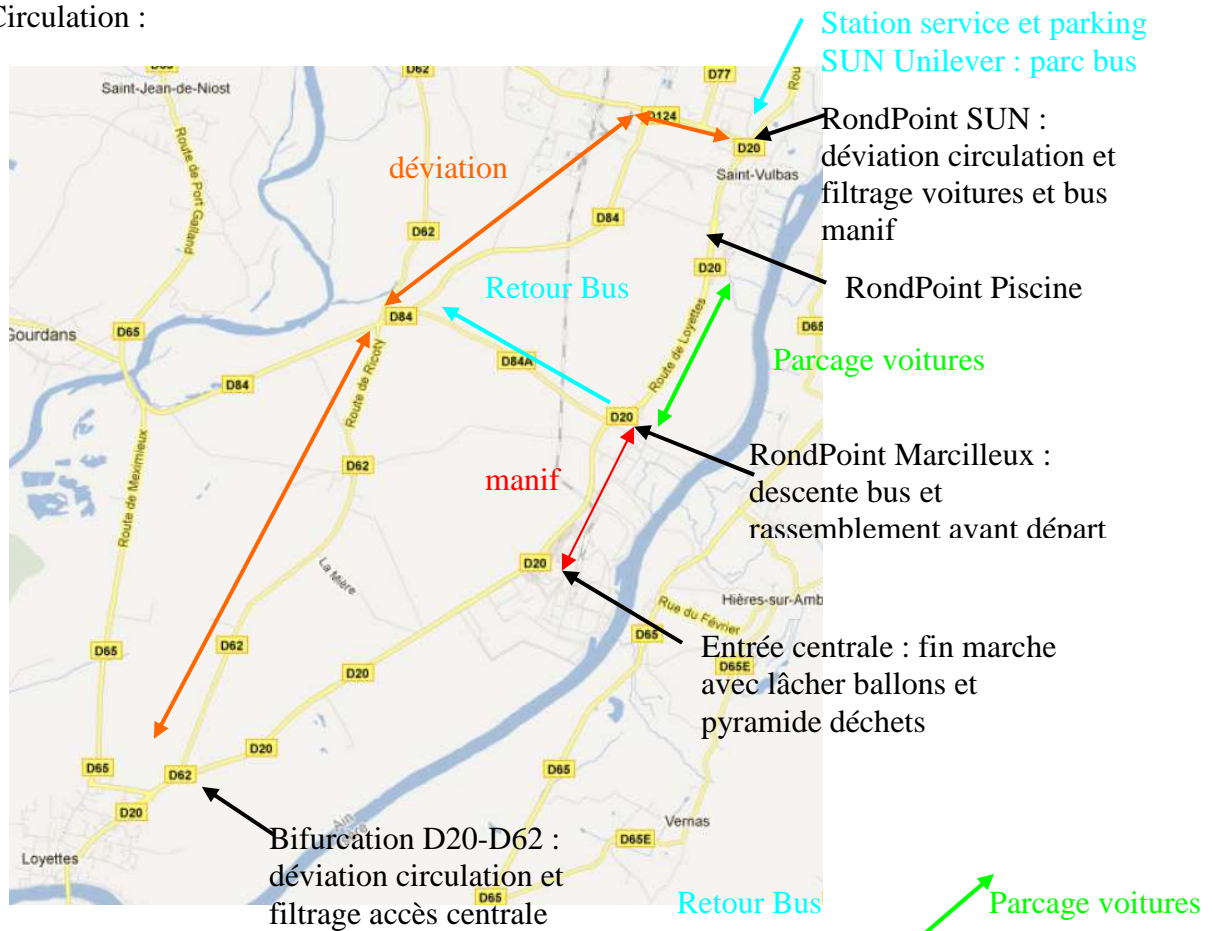 Circulation :
Station service et parking
SUN Unilever : parc bus
D62
D77
Rou
Saint-Jean-de-Niost
D124
RondPoint SUN :
déviation circulation et
filtrage voitures et bus
manif
D20
Saint-Vulbas
déviation
Route de Port Galland
D84
D62
D20
RondPoint Piscine
Retour Bus
D84
Gourdans
D65
D65
Route de Loyettes
Parcage voitures
D84A
D84
Route de Ricoty
D20
RondPoint Marcilleux :
descente bus et
rassemblement avant départ
D62
manif
Route de Meximieux
D20
La Mière
Hières-sur-Amb
Rue du Février
D65
Entrée centrale : fin marche
avec lâcher ballons et
pyramide déchets
D65E
D62
D65
D20
D20
D65
D65
D62
D20
Vernas
Bifurcation D20-D62 :
déviation circulation et
filtrage accès centrale
D65E
Loyettes
D65
Retour Bus
Parcage voitures